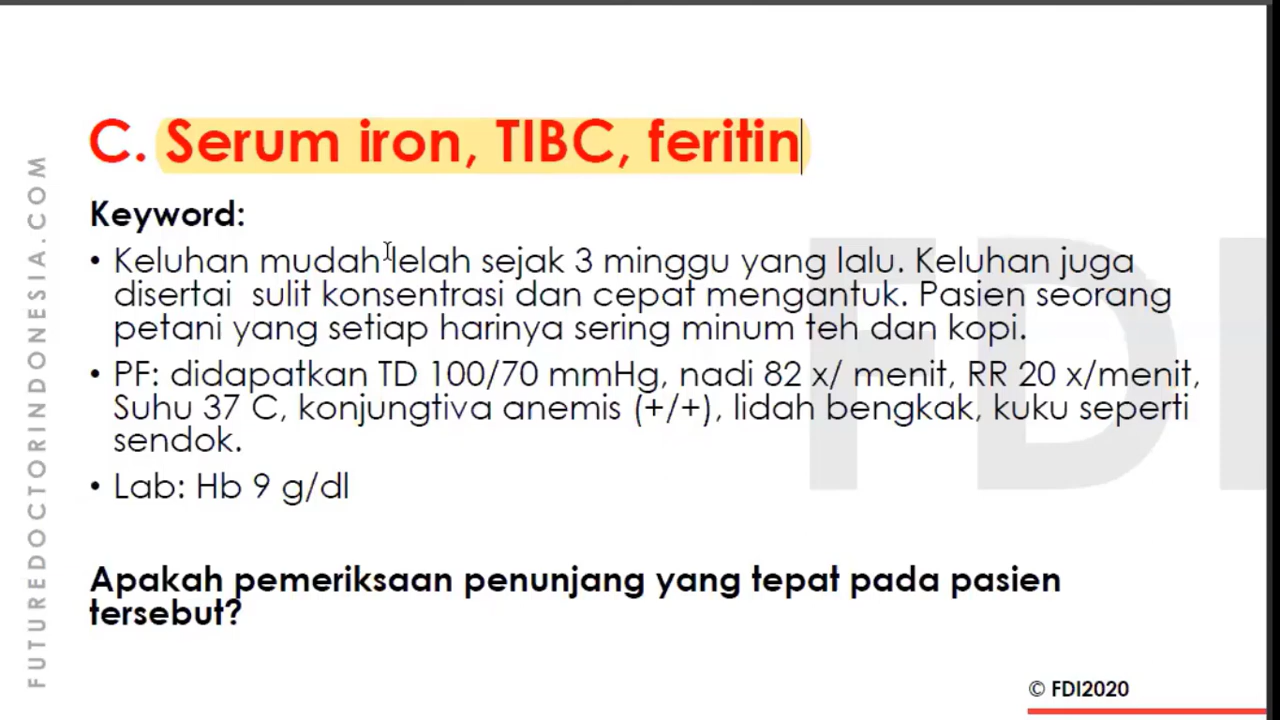 C. Serum iron, TIBC, feritin
Keyword:
• Keluhan mudah lelah sejak 3 minggu yang lalu. Keluhan juga
disertai  sulit konsentrasi dan cepat mengantuk. Pasien seorang
petani yang setiap harinya sering minum teh dan kopi.
• PF: didapatkan TD 100/70 mmHg, nadi 82 x/ menit, RR 20 x/menit,
Suhu 37 C, konjungtiva anemis (+/+), lidah bengkak, kuku seperti
sendok.
• Lab: Hb 9 g/dl
Apakah pemeriksaan penunjang yang tepat pada pasien
tersebut?
FUTUREDOCTORINDONESIA.COM
FDI
© FDI2020